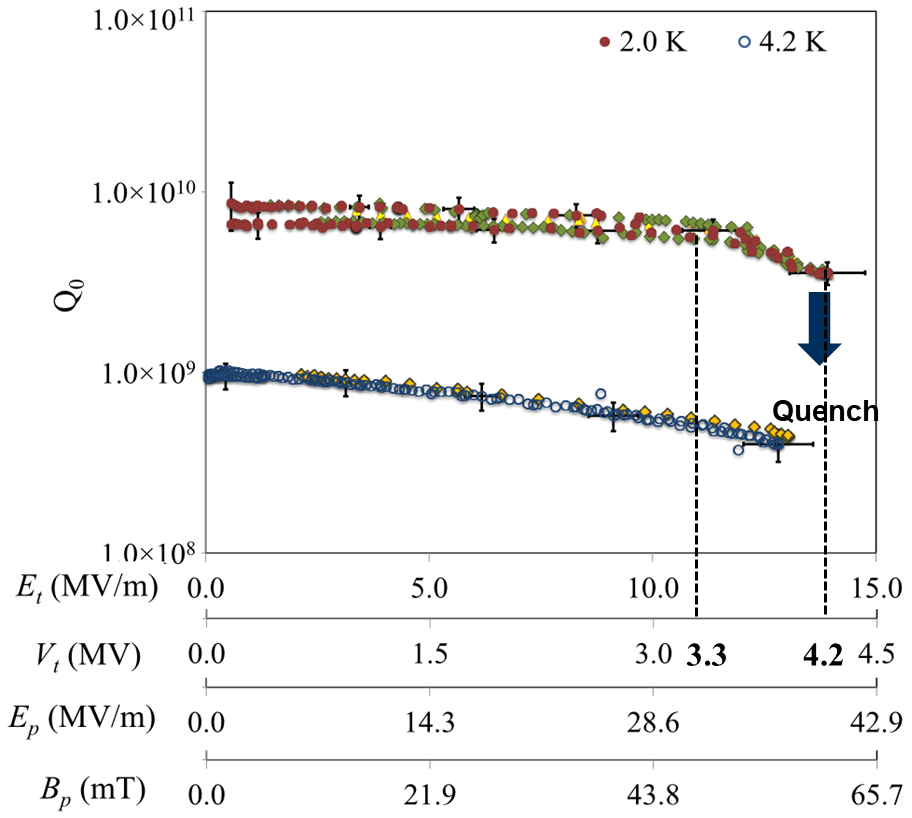 1.0×10¹¹
2.0 K 4.2 K
1.0×10¹⁰
Q₀
1.0×10⁹
Quench
1.0×10⁸
Eₜ (MV/m) 0.0 5.0 10.0 15.0
Vₜ (MV) 0.0 1.5 3.0 3.3 4.2 4.5
Eₚ (MV/m) 0.0 14.3 28.6 42.9
Bₚ (mT) 0.0 21.9 43.8 65.7